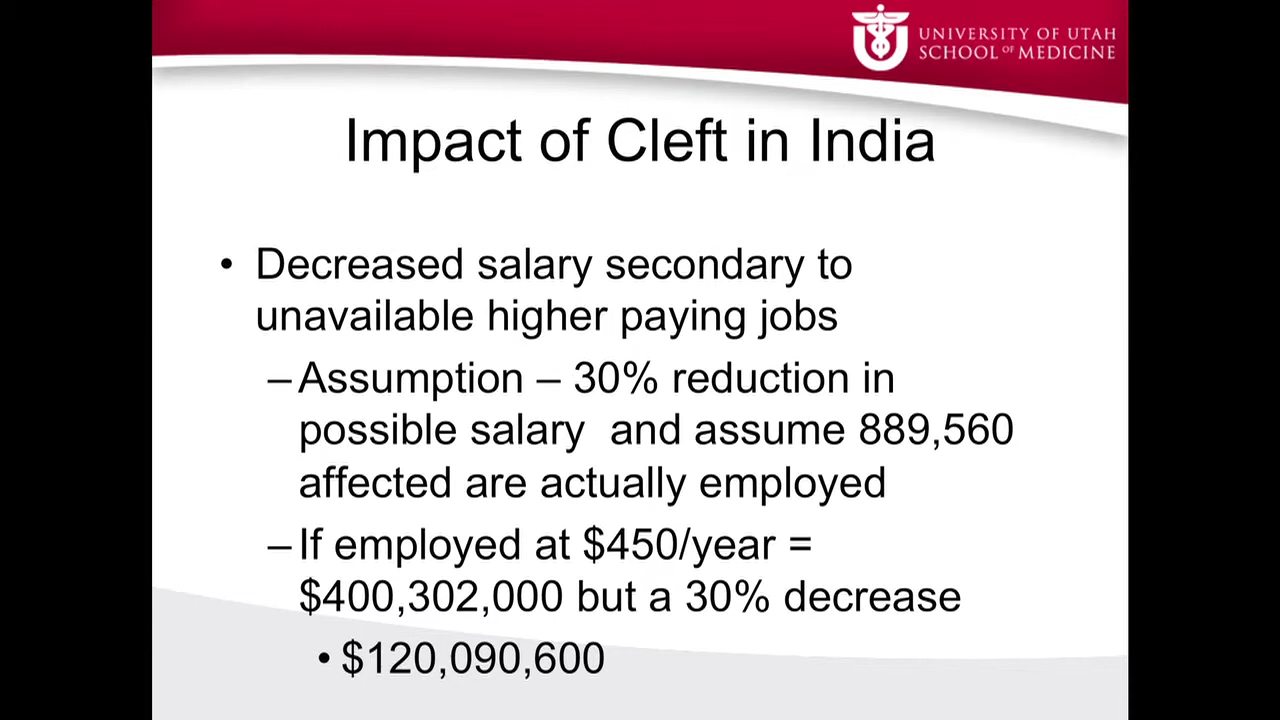 UNIVERSITY OF UTAH
SCHOOL OF MEDICINE
Impact of Cleft in India
• Decreased salary secondary to
unavailable higher paying jobs
–Assumption – 30% reduction in
possible salary and assume 889,560
affected are actually employed
–If employed at $450/year =
$400,302,000 but a 30% decrease
• $120,090,600